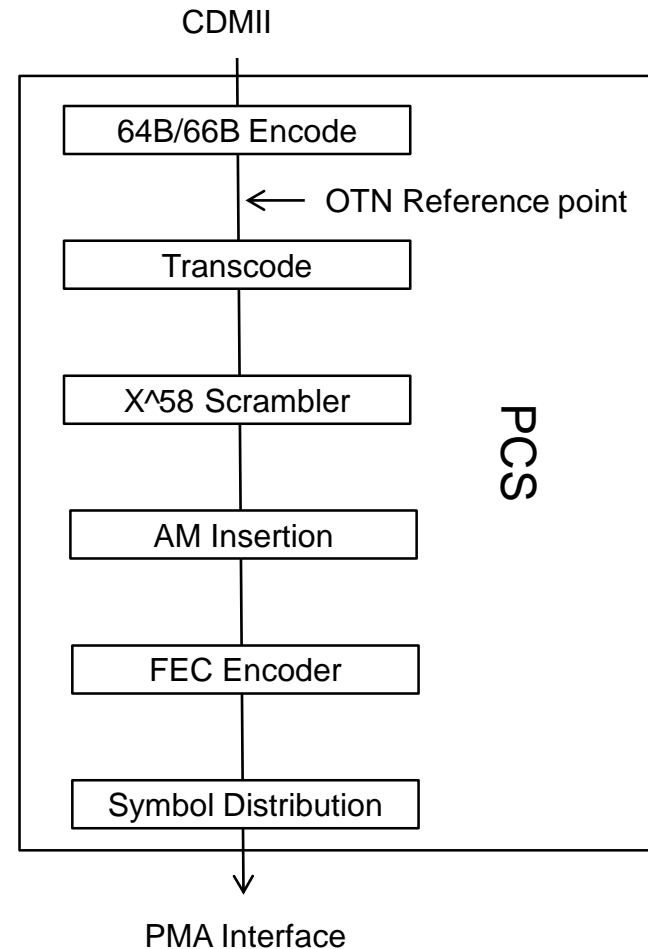 CDMII
64B/66B Encode
OTN Reference point
Transcode
X^58 Scrambler
PCS
AM Insertion
FEC Encoder
Symbol Distribution
PMA Interface